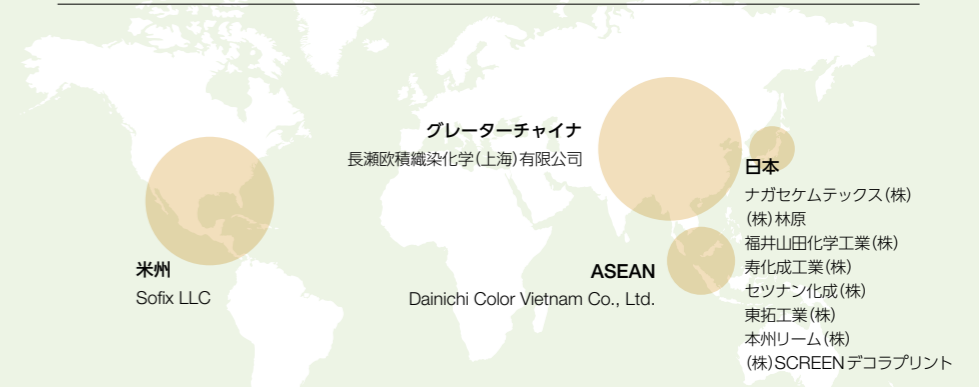 グレーターチャイナ
長瀬欧積織染化学(上海)有限公司
日本
ナガセケムテックス(株)
(株)林原
福井山田化学工業(株)
寿化成工業(株)
セツナン化成(株)
東拓工業(株)
本州リーム(株)
(株)SCREENデコラプリント
米州
Sofix LLC
ASEAN
Dainichi Color Vietnam Co., Ltd.